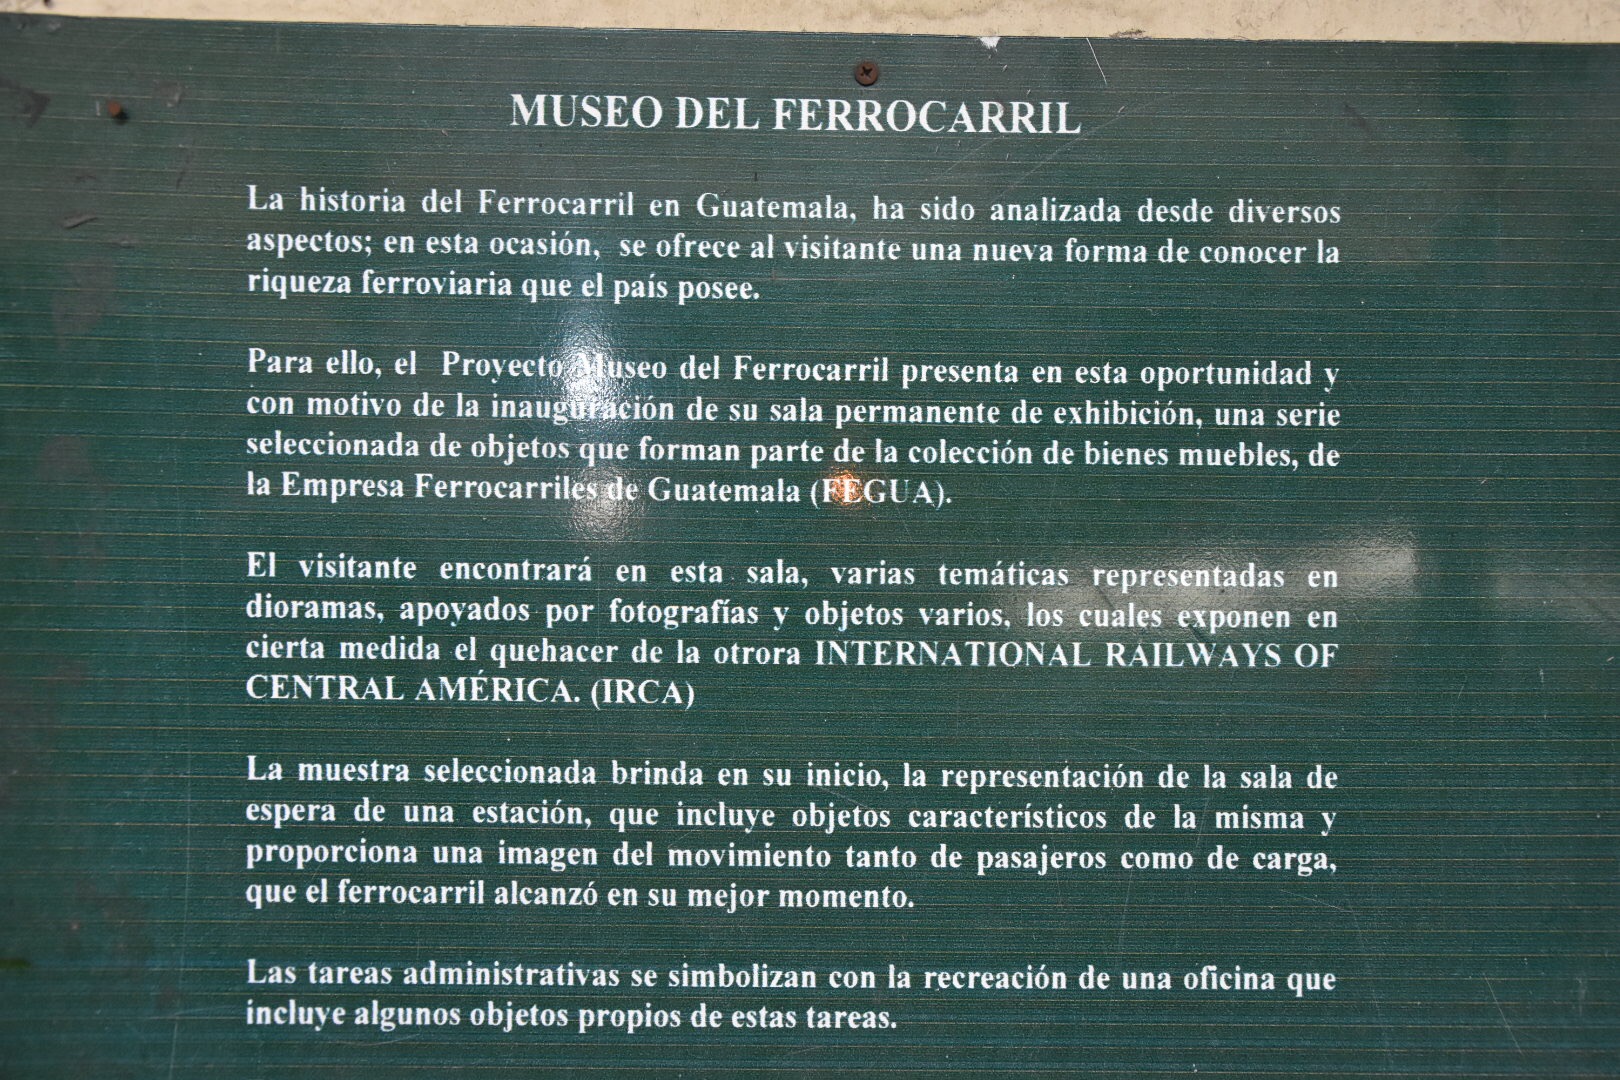 MUSEO DEL FERROCARRIL
La historia del Ferrocarril en Guatemala, ha sido analizada desde diversos
aspectos; en esta ocasión, se ofrece al visitante una nueva forma de conocer la
riqueza ferroviaria que el país posee.
Para ello, el Proyecto Museo del Ferrocarril presenta en esta oportunidad y
con motivo de la inauguración de su sala permanente de exhibición, una serie
seleccionada de objetos que forman parte de la colección de bienes muebles, de
la Empresa Ferrocarriles de Guatemala (FEGUA).
El visitante encontrará en esta sala, varias temáticas representadas en
dioramas, apoyados por fotografías y objetos varios, los cuales exponen en
cierta medida el quehacer de la otrora INTERNATIONAL RAILWAYS OF
CENTRAL AMÉRICA. (IRCA)
La muestra seleccionada brinda en su inicio, la representación de la sala de
espera de una estación, que incluye objetos característicos de la misma y
proporciona una imagen del movimiento tanto de pasajeros como de carga,
que el ferrocarril alcanzó en su mejor momento.
Las tareas administrativas se simbolizan con la recreación de una oficina que
incluye algunos objetos propios de estas tareas.